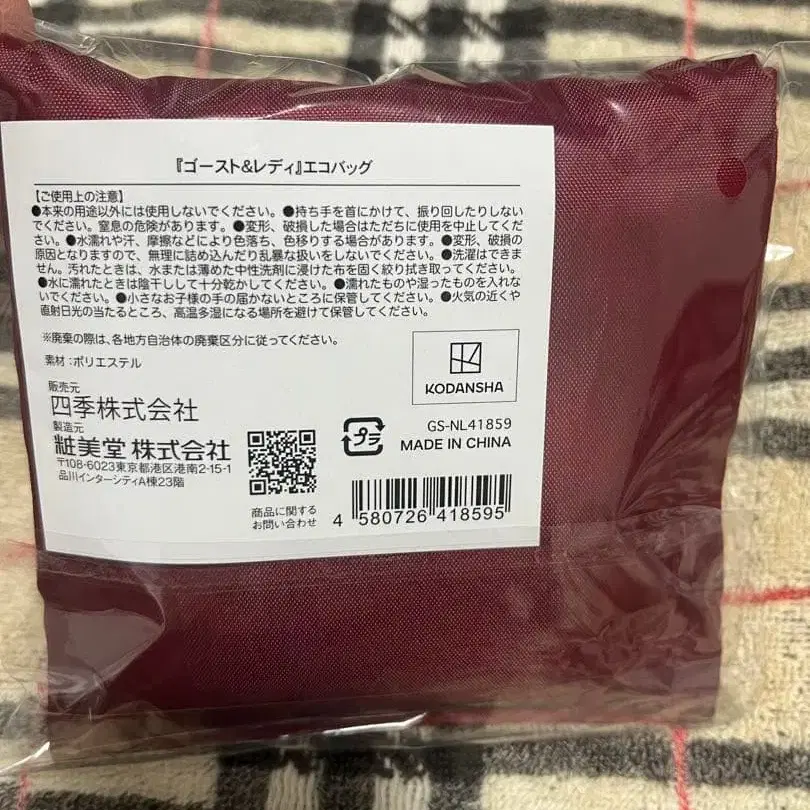 『ゴースト&レディ』エコバッグ
【ご使用上の注意】
●本来の用途以外には使用しないでください。●持ち手を首にかけて、振り回したりしない
でください。窒息の危険があります。●変形、破損した場合はただちに使用を中止してくだ
さい。●水濡れや汗、摩擦などにより色落ち、色移りする場合があります。●変形、破損の
原因となりますので、無理に詰め込んだり乱暴な扱いをしないでください。●洗濯はできま
せん。汚れたときは、水または薄めた中性洗剤に浸けた布を固く絞り拭き取ってください。
●水に濡れたときは陰干しして十分乾かしてください。●濡れたものや湿ったものを入れな
いでください。●小さなお子様の手の届かないところに保管してください。●火気の近くや
直射日光の当たるところ、高温多湿になる場所を避けて保管してください。
※廃棄の際は、各地方自治体の廃棄区分に従ってください。
素材:ポリエステル
販売元
四季株式会社
製造元
粧美堂 株式会社
〒108-6023東京都港区港南2-15-1
品川インターシティA棟23階
商品に関する
お問い合わせ
KODANSHA
プラ
GS-NL41859
MADE IN CHINA
4 580726 418595